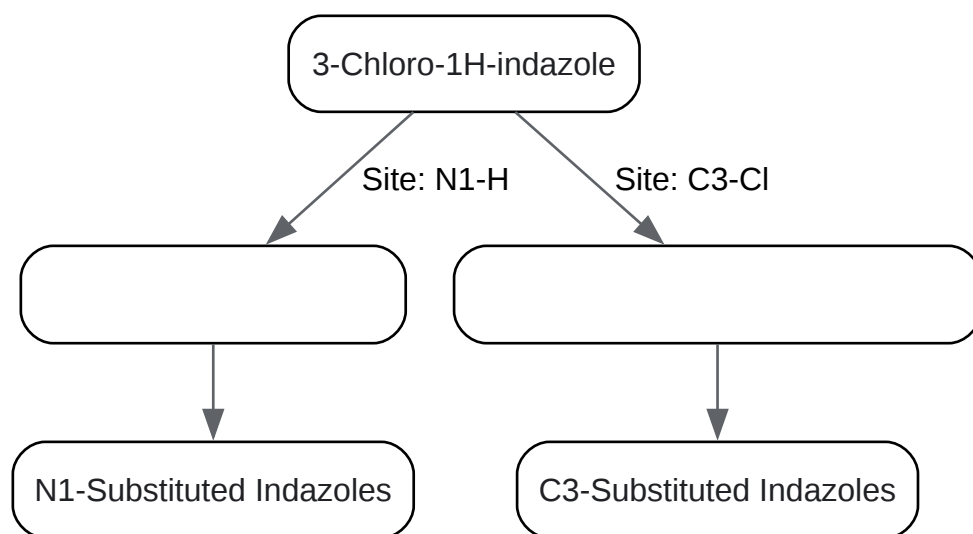 3-Chloro-1H-indazole
Site: N1-H
Site: C3-Cl
N1-Substituted Indazoles
C3-Substituted Indazoles